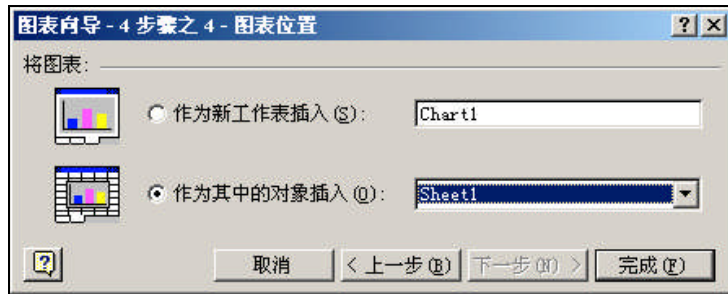 图表向导 - 4 步骤之 4 - 图表位置
将图表:
作为新工作表插入(S):
Chart1
作为其中的对象插入(O):
Sheet1
取消
< 上一步(B)
下一步(N) >
完成(F)